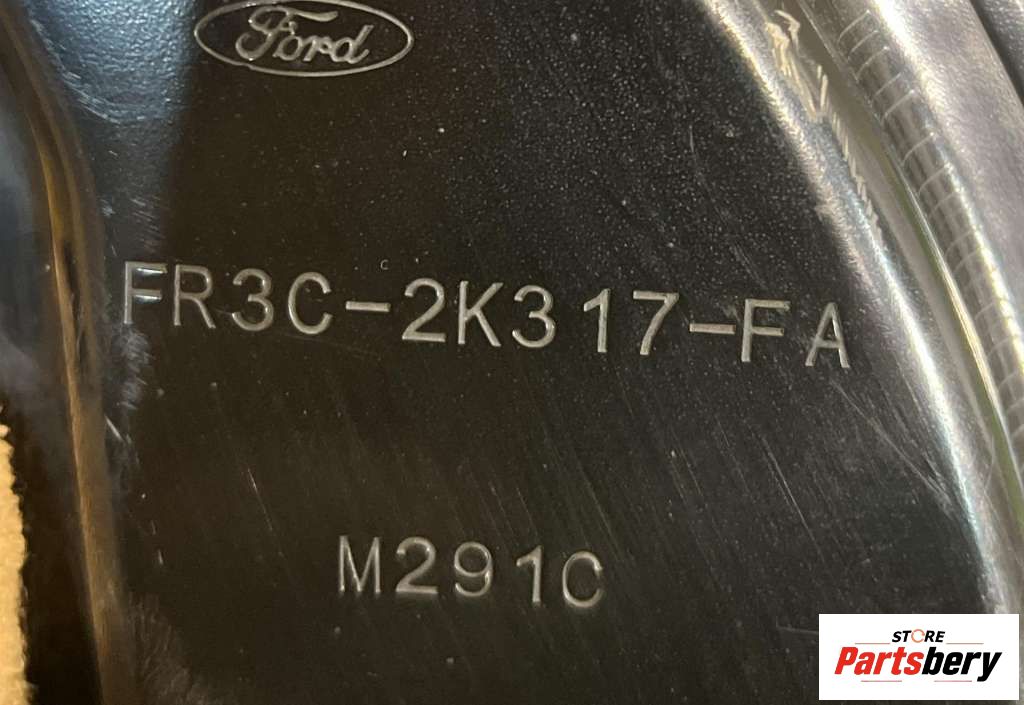 Ford
FR3C-2K317-FA
M291C
STORE
Partsbery